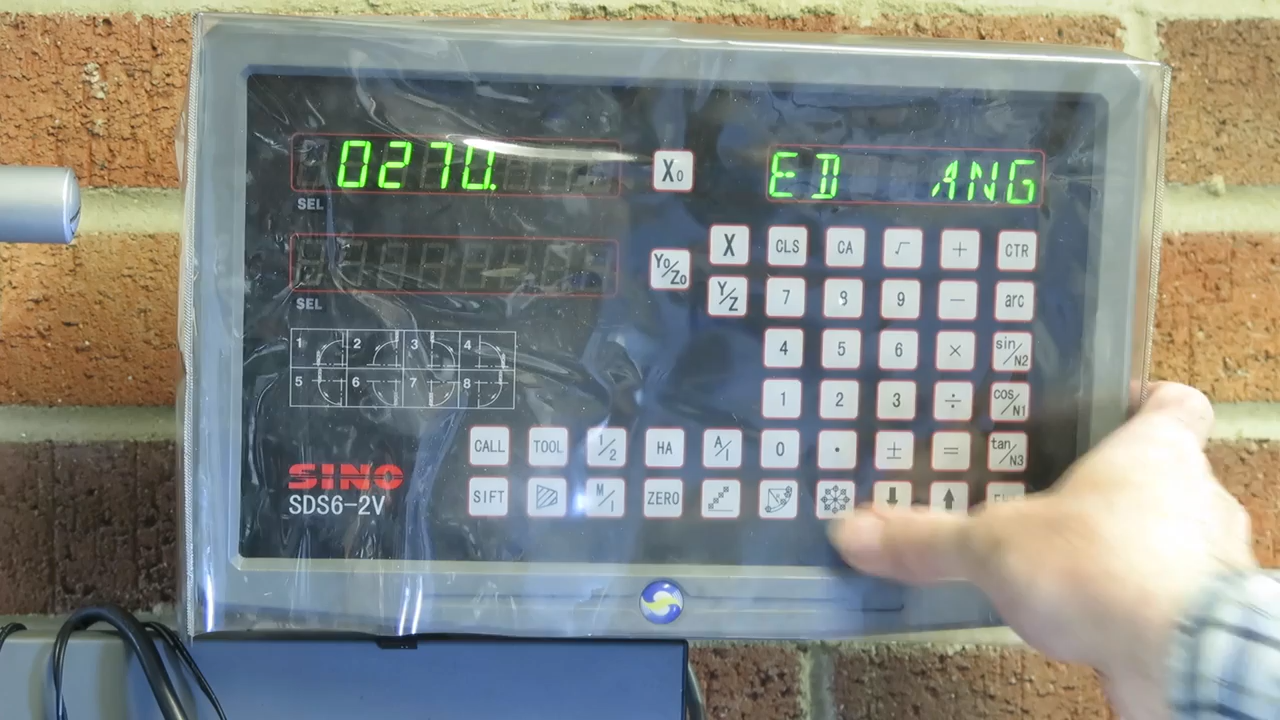 0270. X₀ ED ANG
SEL
X CLS CA √ + CTR
Y₀/Z₀
Y/Z 7 8 9 − arc
SEL
1 2 3 4
4 5 6 × sin/N2
5 6 7 8
1 2 3 ÷ cos/N1
CALL TOOL 1/2 HA A/I 0 · ± = tan/N3
SINO
SDS6-2V
SIFT M/I ZERO ⬇ ⬆